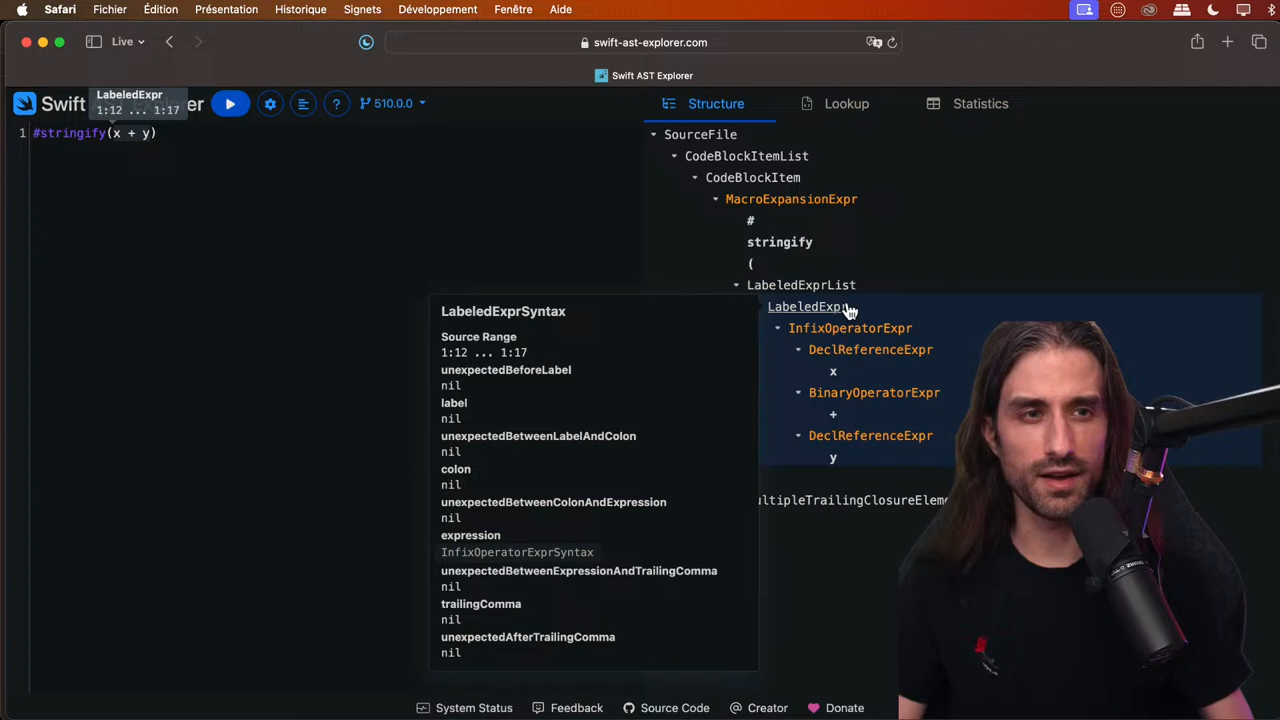 Safari Fichier Édition Présentation Historique Signets Développement Fenêtre Aide
Live
swift-ast-explorer.com
Swift AST Explorer
Swift AST Explorer
510.0.0
Structure
Lookup
Statistics
LabeledExpr
1:12 ... 1:17
1 #stringify(x + y)
SourceFile
CodeBlockItemList
CodeBlockItem
MacroExpansionExpr
#
stringify
(
LabeledExprList
LabeledExpr
InfixOperatorExpr
DeclReferenceExpr
x
BinaryOperatorExpr
+
DeclReferenceExpr
y
LabeledExprSyntax
Source Range
1:12 ... 1:17
unexpectedBeforeLabel
nil
label
nil
unexpectedBetweenLabelAndColon
nil
colon
nil
unexpectedBetweenColonAndExpression
nil
expression
InfixOperatorExprSyntax
unexpectedBetweenExpressionAndTrailingComma
nil
trailingComma
nil
unexpectedAfterTrailingComma
nil
System Status
Feedback
Source Code
Creator
Donate